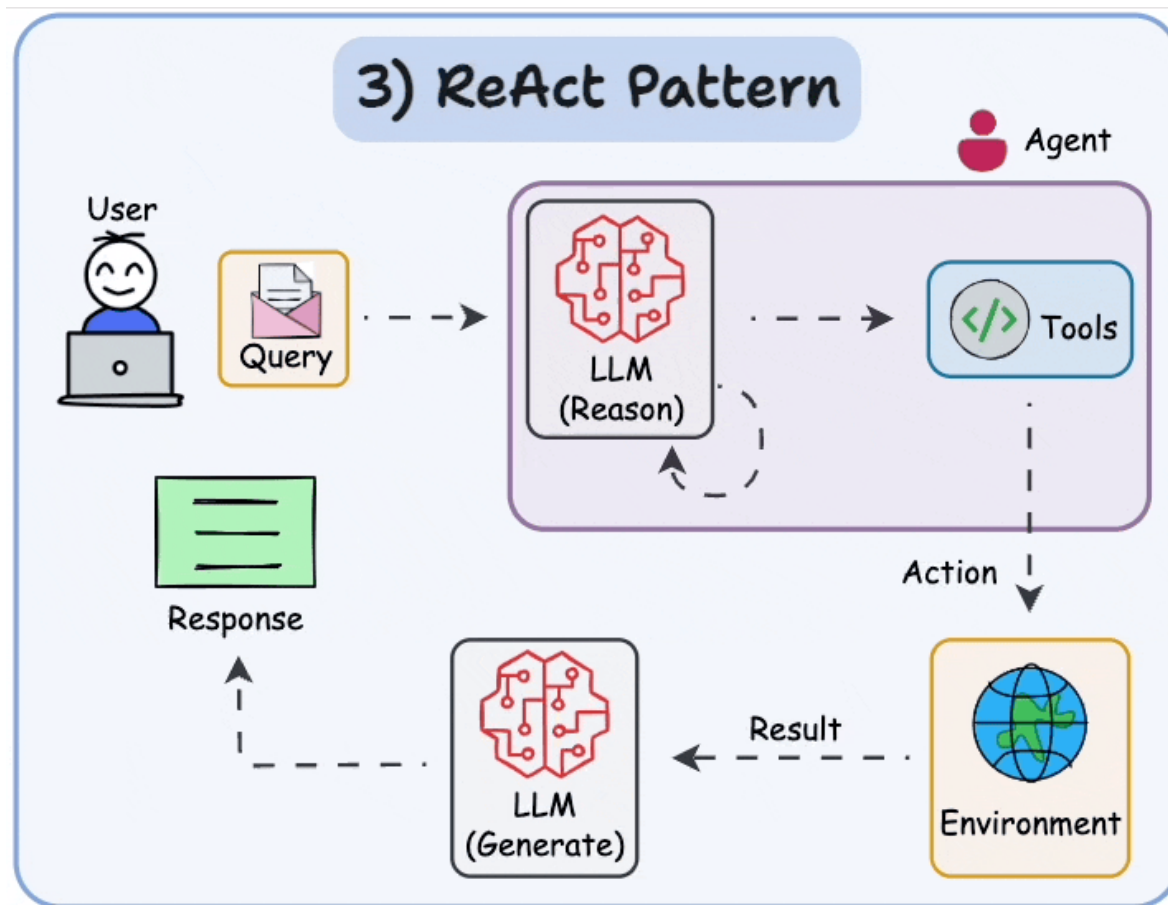 3) ReAct Pattern
Agent
User
Query
LLM
(Reason)
</>
Tools
Action
Response
Result
LLM
(Generate)
Environment